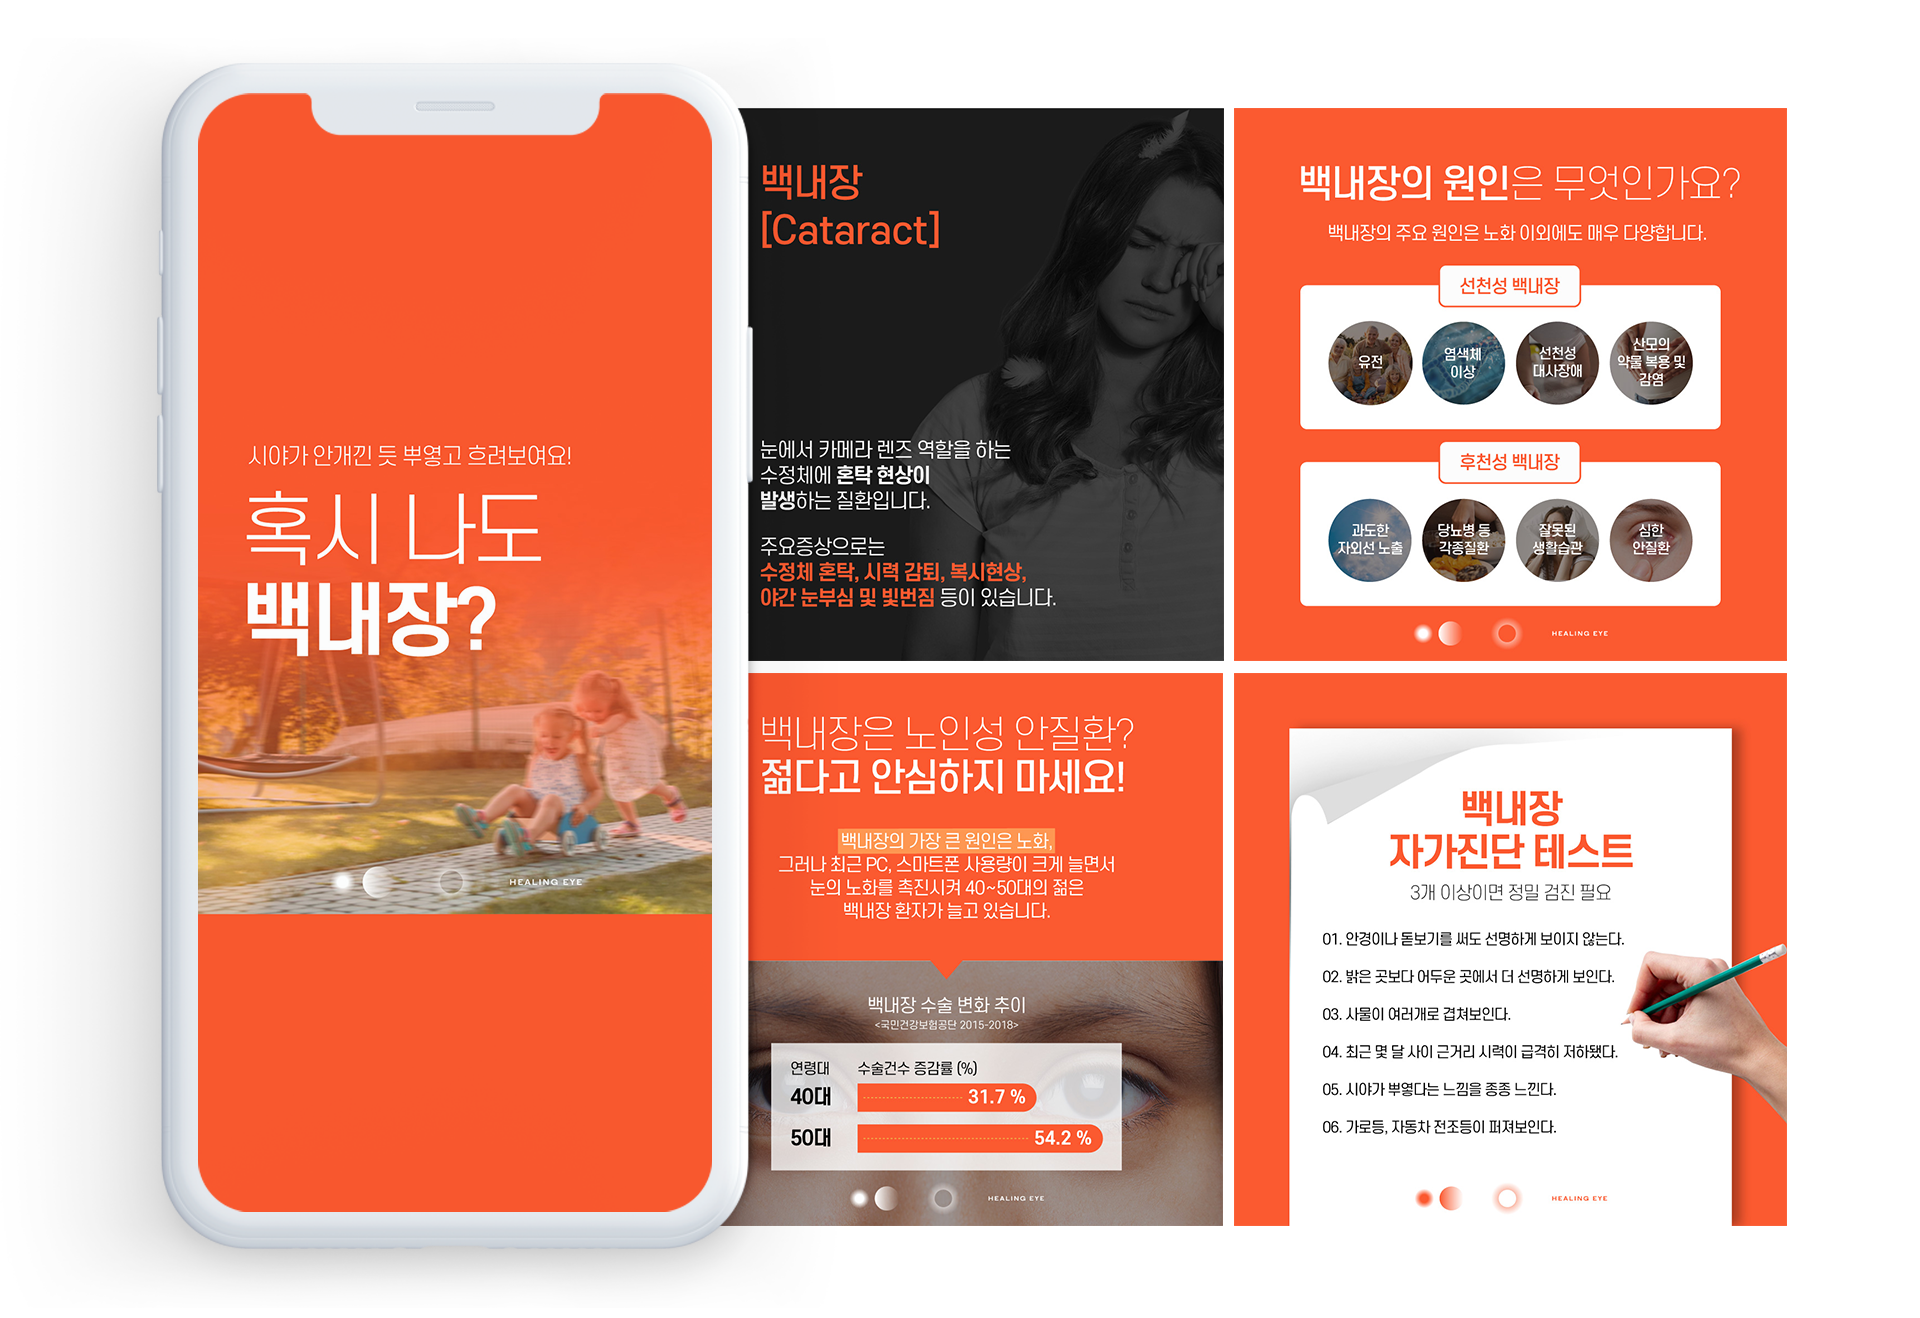 시야가 안개낀 듯 뿌옇고 흐려보여요!
혹시 나도
백내장?
HEALING EYE
백내장
[Cataract]
눈에서 카메라 렌즈 역할을 하는
수정체에 혼탁 현상이
발생하는 질환입니다.
주요증상으로는
수정체 혼탁, 시력 감퇴, 복시현상,
야간 눈부심 및 빛번짐 등이 있습니다.
백내장의 원인은 무엇인가요?
백내장의 주요 원인은 노화 이외에도 매우 다양합니다.
선천성 백내장
유전
염색체
이상
선천성
대사장애
산모의
약물 복용 및
감염
후천성 백내장
과도한
자외선 노출
당뇨병 등
각종질환
잘못된
생활습관
심한
안질환
HEALING EYE
백내장은 노인성 안질환?
젊다고 안심하지 마세요!
백내장의 가장 큰 원인은 노화,
그러나 최근 PC, 스마트폰 사용량이 크게 늘면서
눈의 노화를 촉진시켜 40~50대의 젊은
백내장 환자가 늘고 있습니다.
백내장 수술 변화 추이
<국민건강보험공단 2015-2018>
연령대 수술건수 증감률 (%)
40대 31.7 %
50대 54.2 %
HEALING EYE
백내장
자가진단 테스트
3개 이상이면 정밀 검진 필요
01. 안경이나 돋보기를 써도 선명하게 보이지 않는다.
02. 밝은 곳보다 어두운 곳에서 더 선명하게 보인다.
03. 사물이 여러개로 겹쳐보인다.
04. 최근 몇 달 사이 근거리 시력이 급격히 저하됐다.
05. 시야가 뿌옇다는 느낌을 종종 느낀다.
06. 가로등, 자동차 전조등이 퍼져보인다.
HEALING EYE